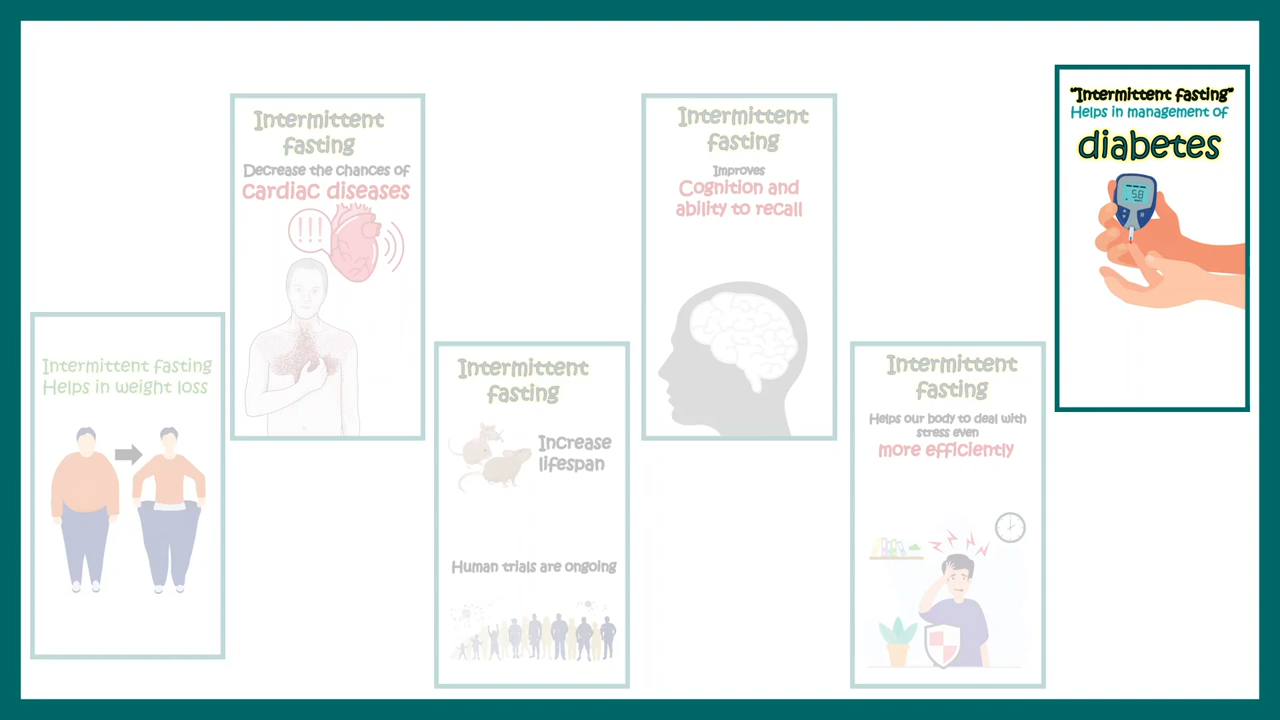 Intermittent fasting
Helps in weight loss
Intermittent
fasting
Decrease the chances of
cardiac diseases
!!!
Intermittent
fasting
Increase
lifespan
Human trials are ongoing
Intermittent
fasting
Improves
Cognition and
ability to recall
Intermittent
fasting
Helps our body to deal with
stress even
more efficiently
"Intermittent fasting"
Helps in management of
diabetes
5.8